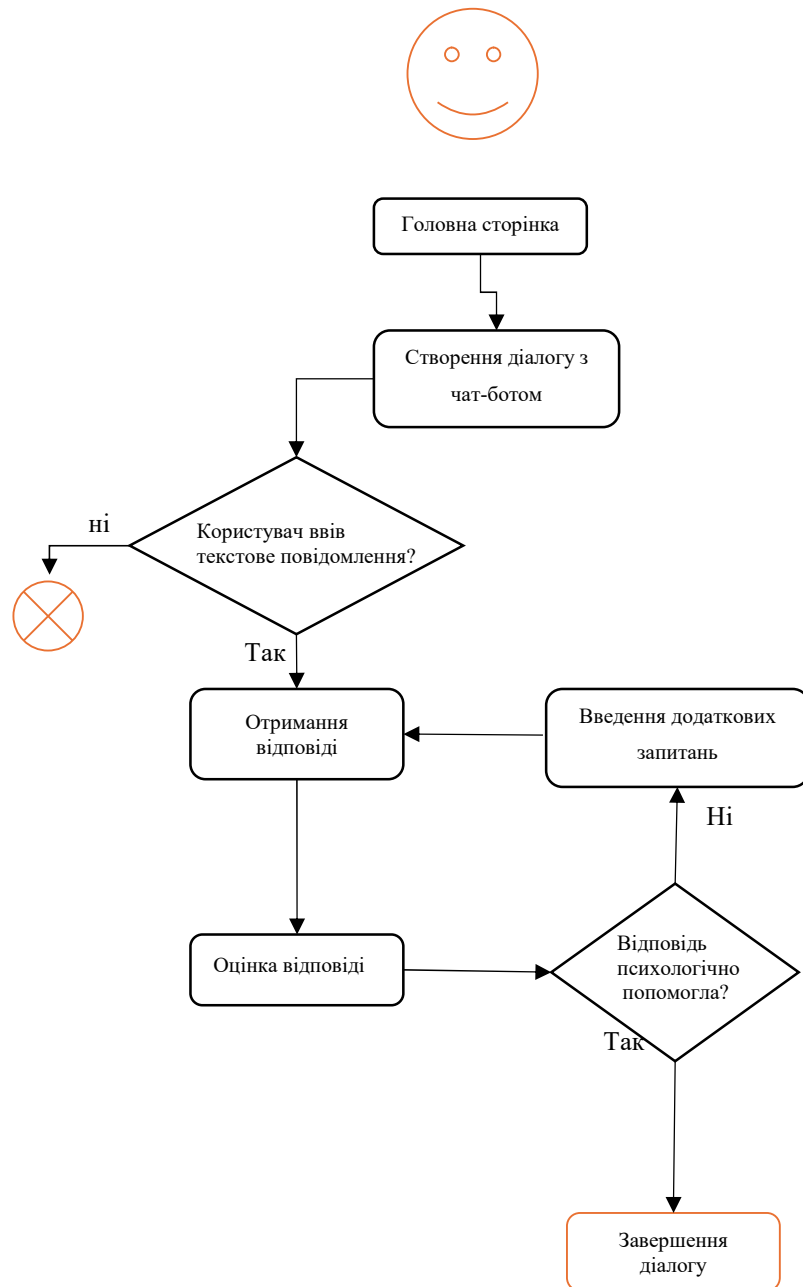 Головна сторінка
Створення діалогу з
чат-ботом
ні
Користувач ввів
текстове повідомлення?
Так
Отримання
відповіді
Введення додаткових
запитань
Ні
Оцінка відповіді
Відповідь
психологічно
попомогла?
Так
Завершення
діалогу